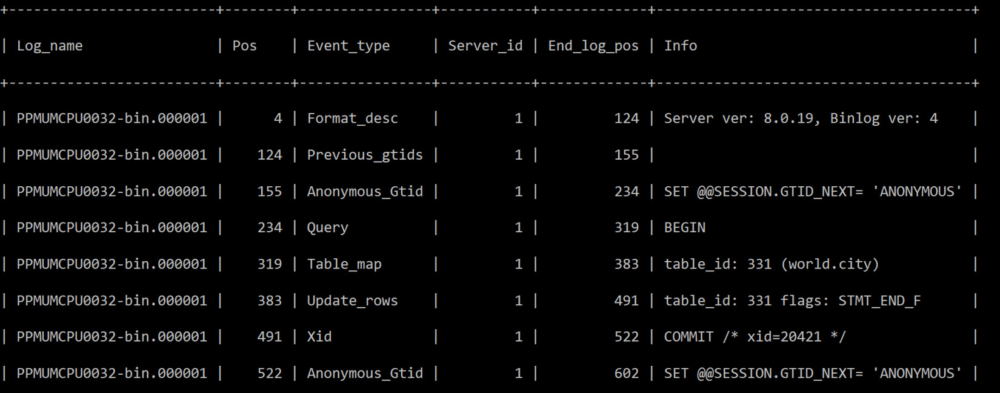 +-------------------------+--------+----------------+-----------+-------------+--------------------------------------+
| Log_name                | Pos    | Event_type     | Server_id | End_log_pos | Info                                 |
+-------------------------+--------+----------------+-----------+-------------+--------------------------------------+
| PPMUMCPU0032-bin.000001 |      4 | Format_desc    |         1 |         124 | Server ver: 8.0.19, Binlog ver: 4    |
| PPMUMCPU0032-bin.000001 |    124 | Previous_gtids |         1 |         155 |                                      |
| PPMUMCPU0032-bin.000001 |    155 | Anonymous_Gtid |         1 |         234 | SET @@SESSION.GTID_NEXT= 'ANONYMOUS' |
| PPMUMCPU0032-bin.000001 |    234 | Query          |         1 |         319 | BEGIN                                |
| PPMUMCPU0032-bin.000001 |    319 | Table_map      |         1 |         383 | table_id: 331 (world.city)           |
| PPMUMCPU0032-bin.000001 |    383 | Update_rows    |         1 |         491 | table_id: 331 flags: STMT_END_F      |
| PPMUMCPU0032-bin.000001 |    491 | Xid            |         1 |         522 | COMMIT /* xid=20421 */               |
| PPMUMCPU0032-bin.000001 |    522 | Anonymous_Gtid |         1 |         602 | SET @@SESSION.GTID_NEXT= 'ANONYMOUS' |